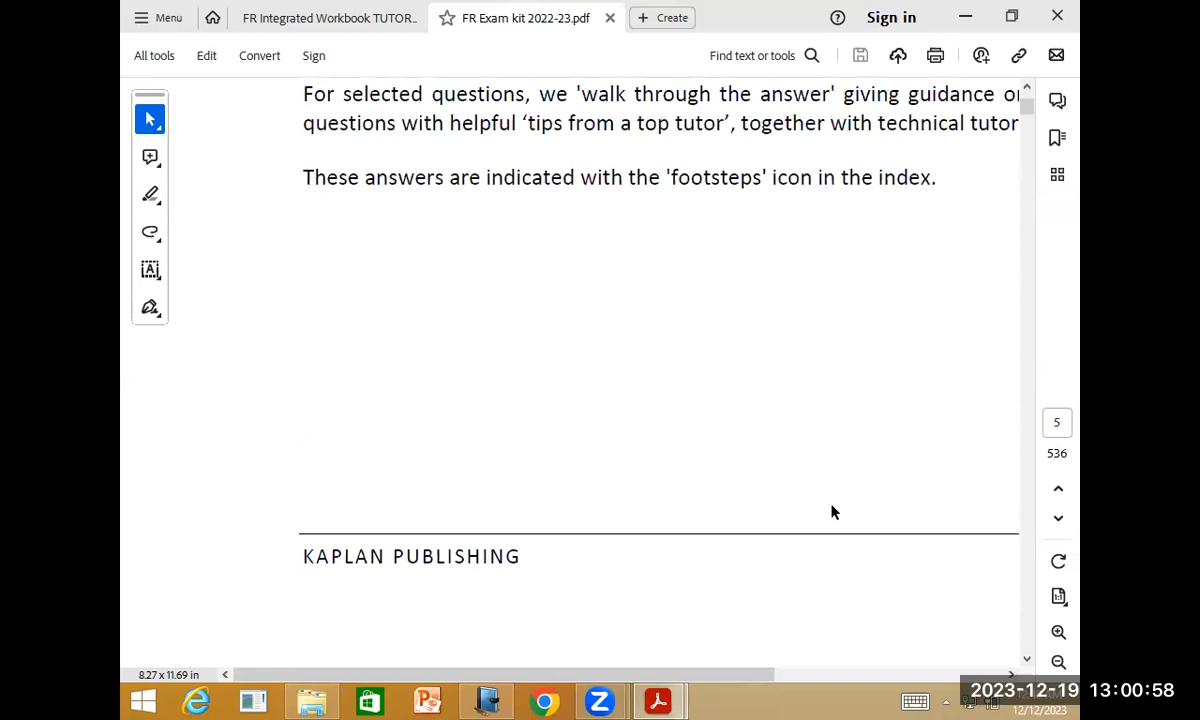 Menu
FR Integrated Workbook TUTOR...
FR Exam kit 2022-23.pdf
Create
Sign in
All tools
Edit
Convert
Sign
Find text or tools
For selected questions, we 'walk through the answer' giving guidance or
questions with helpful ‘tips from a top tutor’, together with technical tutor
These answers are indicated with the 'footsteps' icon in the index.
5
536
KAPLAN PUBLISHING
8.27 x 11.69 in
2023-12-19 13:00:58
12/12/2023